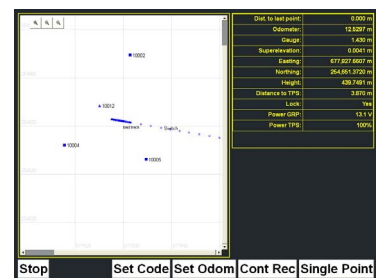 10002
10012
10004
10005
Dist. to last point: 0.000 m
Odometer: 12.8297 m
Gauge: 1.430 m
Superelevation: 0.0041 m
Easting: 677,827.6607 m
Northing: 254,651.3720 m
Height: 439.7491 m
Distance to TPS: 3.870 m
Lock: Yes
Power GRP: 13.1 V
Power TPS: 100%
Stop Set Code Set Odom Cont Rec Single Point